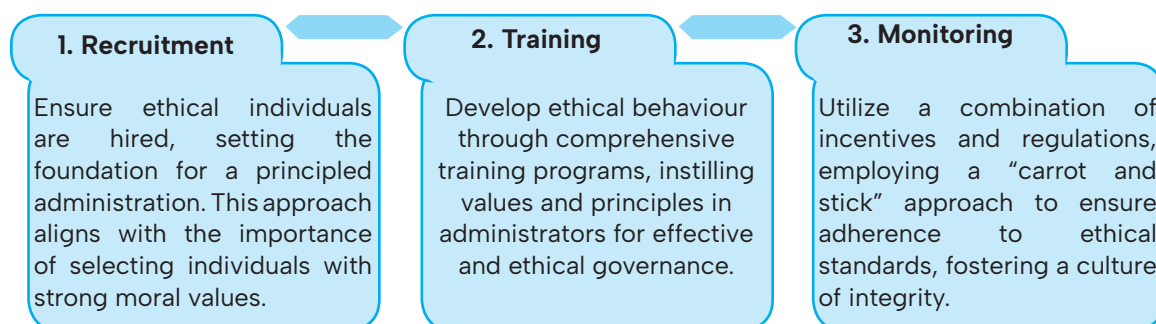 1. Recruitment
Ensure ethical individuals
are hired, setting the
foundation for a principled
administration. This approach
aligns with the importance
of selecting individuals with
strong moral values.
2. Training
Develop ethical behaviour
through comprehensive
training programs, instilling
values and principles in
administrators for effective
and ethical governance.
3. Monitoring
Utilize a combination of
incentives and regulations,
employing a “carrot and
stick” approach to ensure
adherence to ethical
standards, fostering a culture
of integrity.